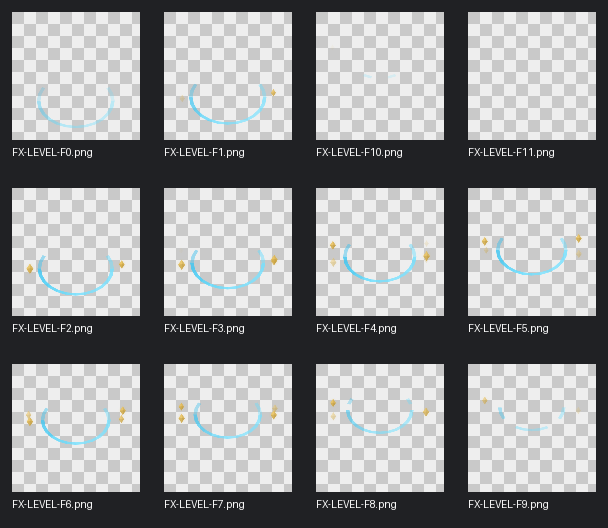 FX-LEVEL-F0.png
FX-LEVEL-F1.png
FX-LEVEL-F10.png
FX-LEVEL-F11.png
FX-LEVEL-F2.png
FX-LEVEL-F3.png
FX-LEVEL-F4.png
FX-LEVEL-F5.png
FX-LEVEL-F6.png
FX-LEVEL-F7.png
FX-LEVEL-F8.png
FX-LEVEL-F9.png